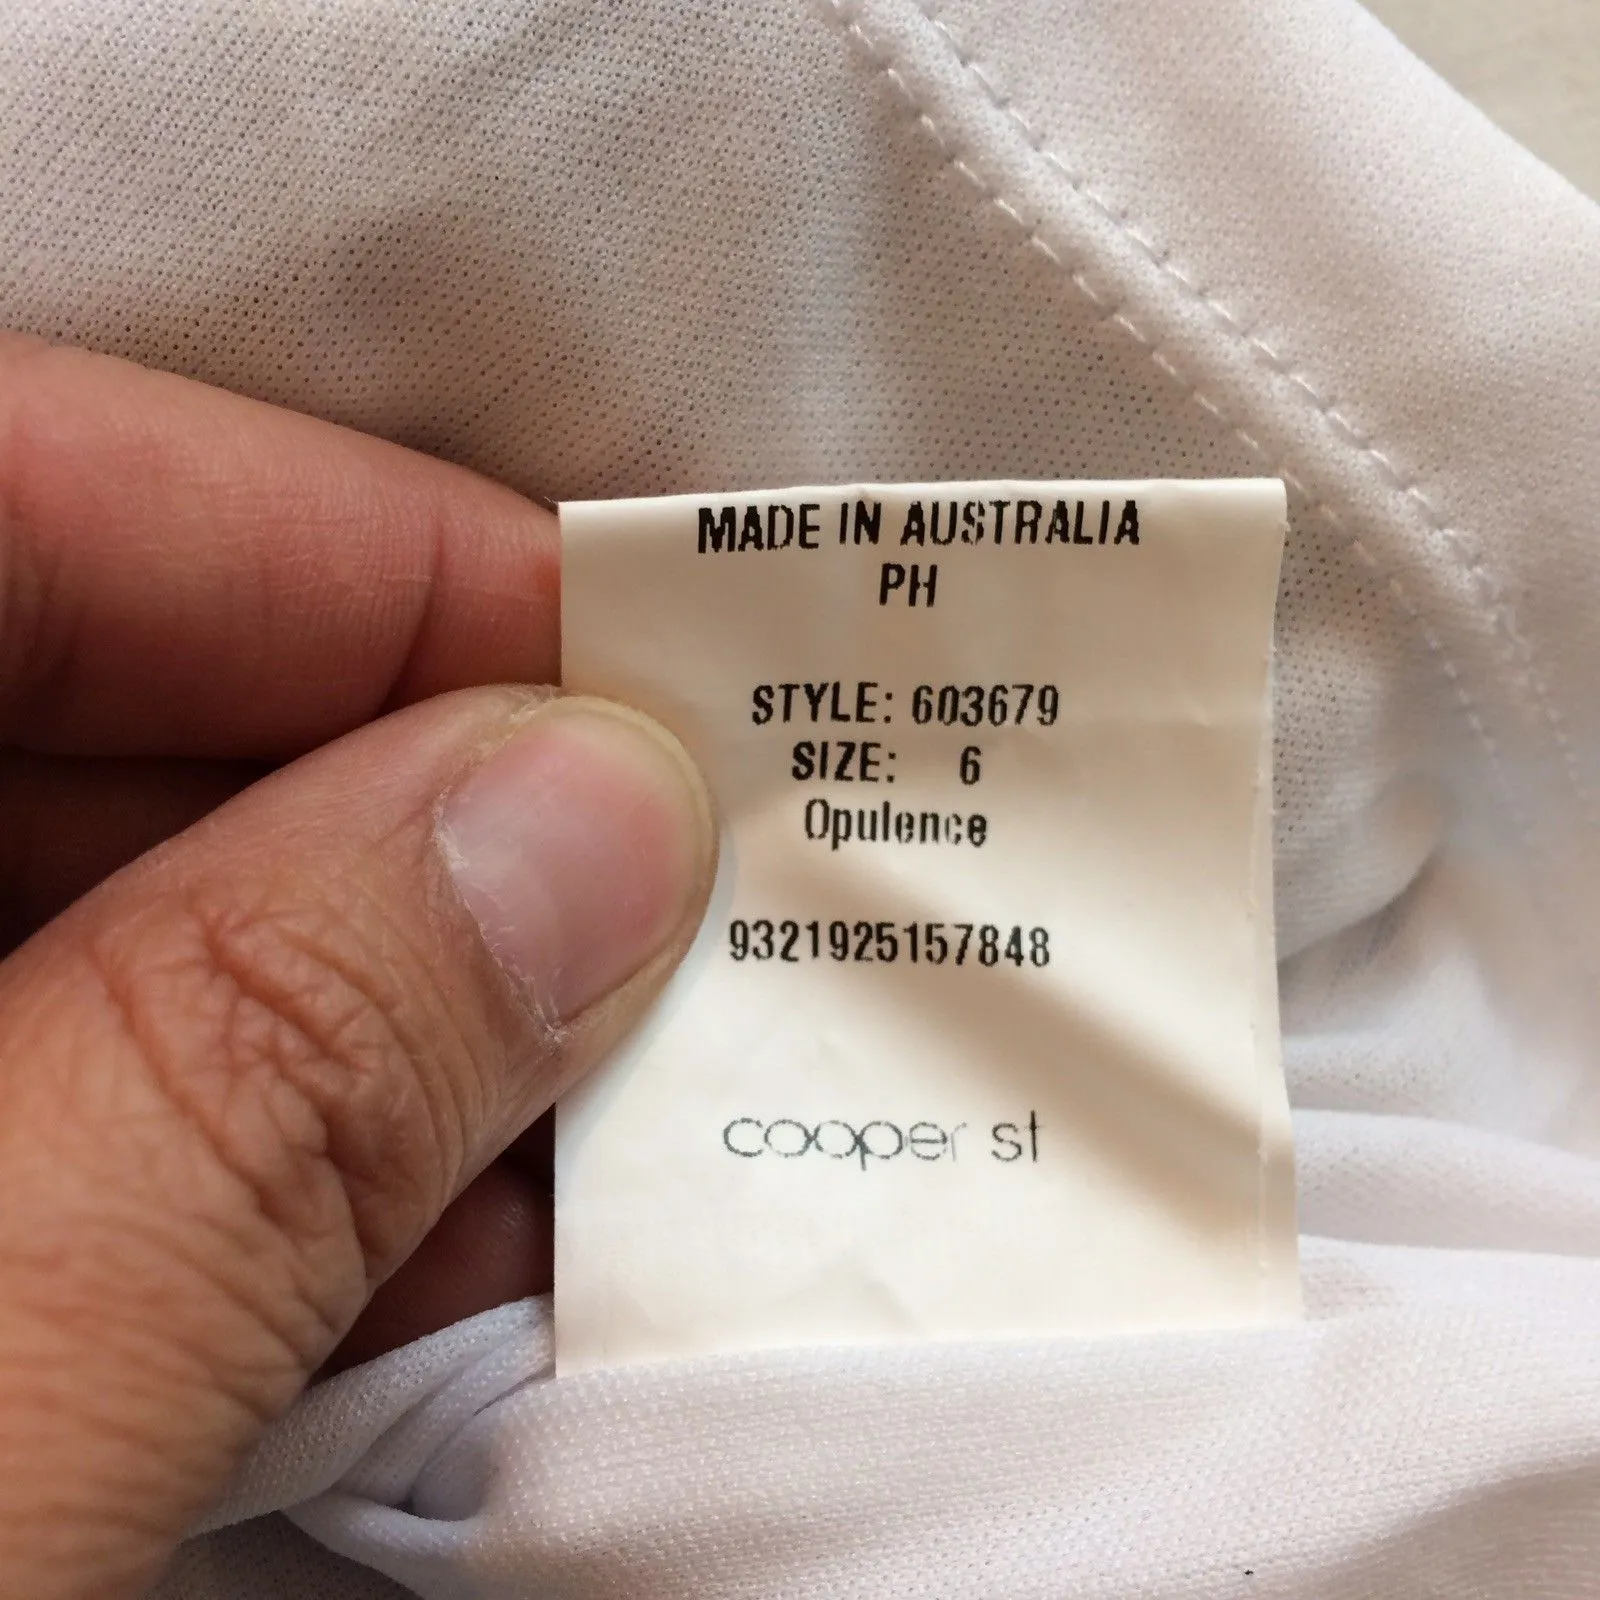 MADE IN AUSTRALIA
PH
STYLE: 603679
SIZE: 6
Opulence
9321925157848
cooper st